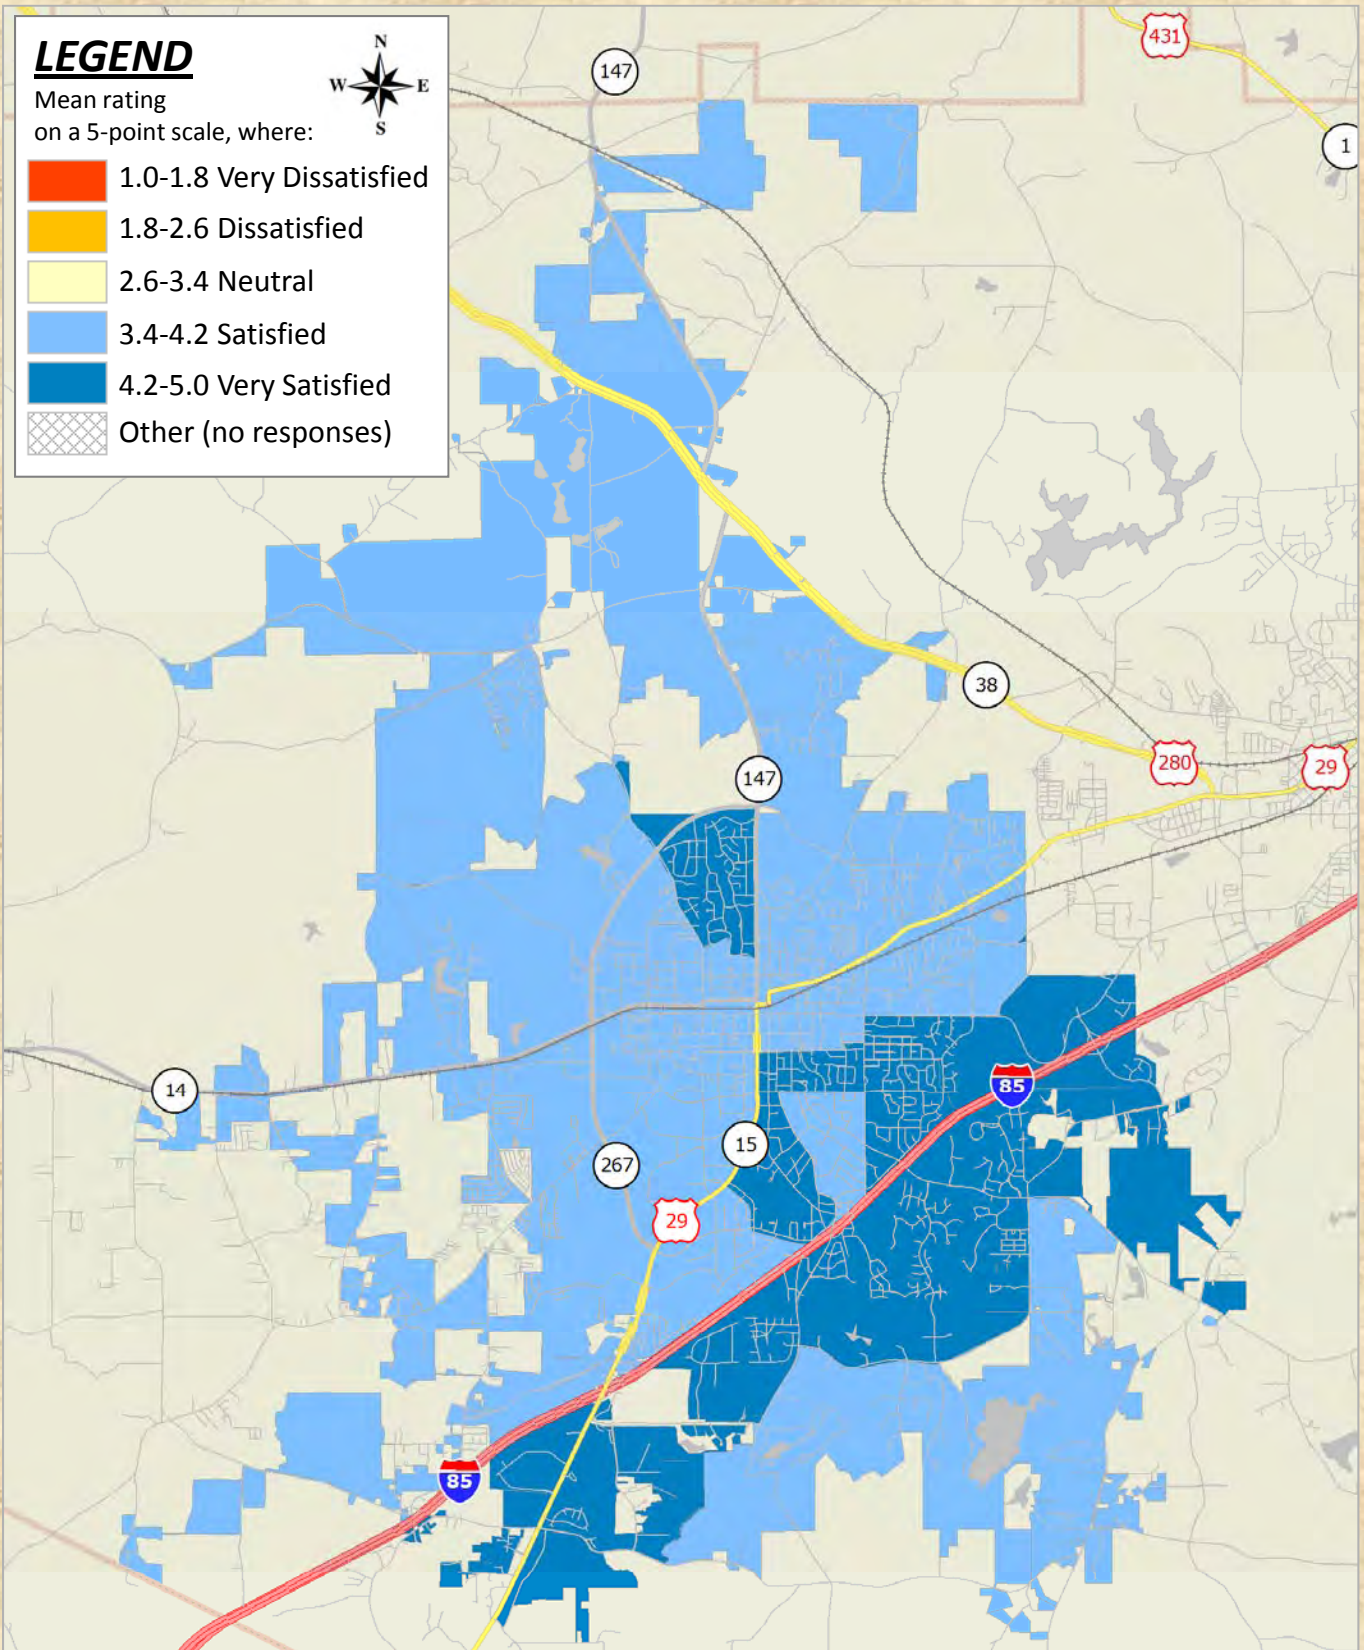 LEGEND
Mean rating
on a 5-point scale, where:
1.0-1.8 Very Dissatisfied
1.8-2.6 Dissatisfied
2.6-3.4 Neutral
3.4-4.2 Satisfied
4.2-5.0 Very Satisfied
Other (no responses)
N
W
E
S
147
431
1
38
280
29
147
14
85
15
267
29
85